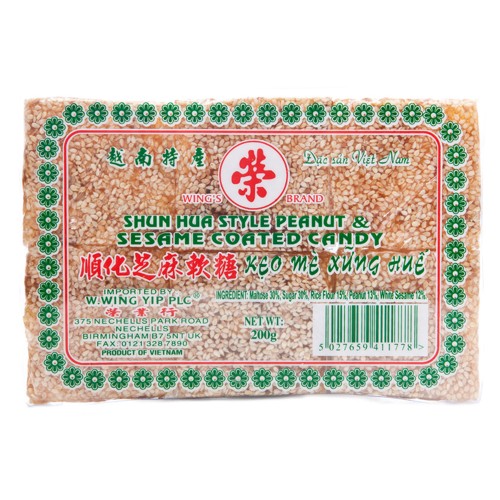 越南特產
榮
Đặc sản Việt Nam
WING'S BRAND
SHUN HUA STYLE PEANUT &
SESAME COATED CANDY
順化芝麻軟糖 KẸO MÈ XỬNG HUẾ
IMPORTED BY
W.WING YIP PLC®
榮業行
375 NECHELLS PARK ROAD
NECHELLS
BIRMINGHAM B7 5NT UK
FAX: 0121 328 7890
PRODUCT OF VIETNAM
INGREDIENT: Maltose 30%, Sugar 30%, Rice Flour 15%, Peanut 13%, White Sesame 12%
NET WT:
200g
5 027659 411778 >